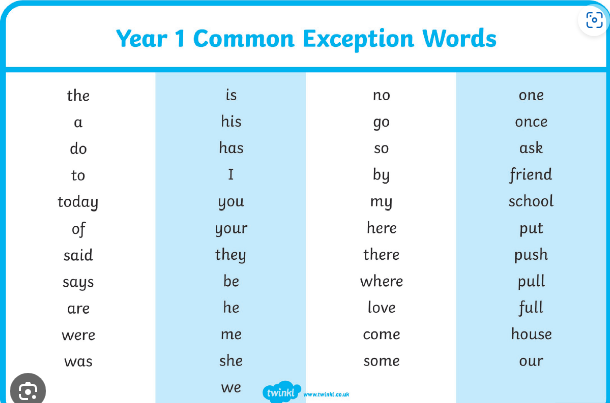 Year 1 Common Exception Words
the is no one
a his go once
do has so ask
to I by friend
today you my school
of your here put
said they there push
says be where pull
are he love full
were me come house
was she some our
we
twinkl www.twinkl.co.uk